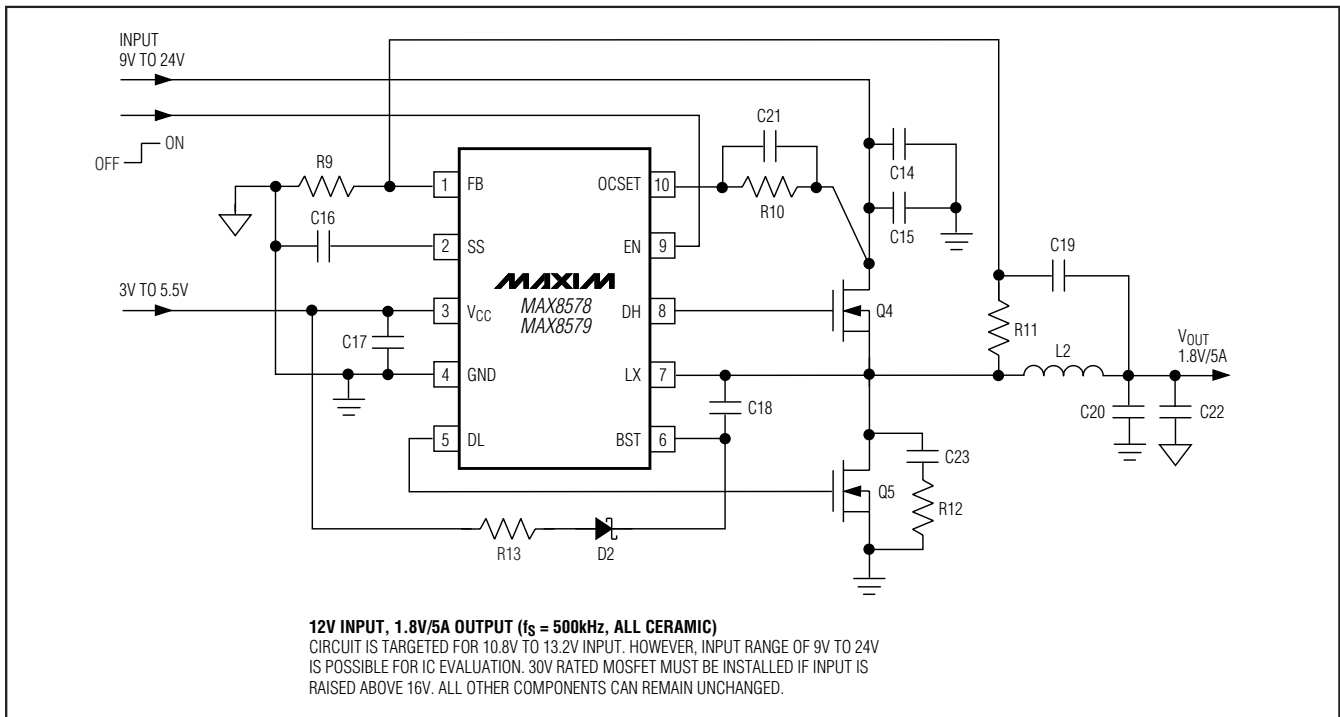 INPUT
9V TO 24V
OFF
ON
R9
C16
3V TO 5.5V
C17
1
FB
2
SS
3
VCC
4
GND
5
DL
MAXIM
MAX8578
MAX8579
OCSET
10
EN
9
DH
8
LX
7
BST
6
C21
R10
C14
C15
Q4
C19
R11
L2
VOUT
1.8V/5A
C18
C20
C22
C23
Q5
R12
R13
D2
12V INPUT, 1.8V/5A OUTPUT (fS = 500kHz, ALL CERAMIC)
CIRCUIT IS TARGETED FOR 10.8V TO 13.2V INPUT. HOWEVER, INPUT RANGE OF 9V TO 24V
IS POSSIBLE FOR IC EVALUATION. 30V RATED MOSFET MUST BE INSTALLED IF INPUT IS
RAISED ABOVE 16V. ALL OTHER COMPONENTS CAN REMAIN UNCHANGED.